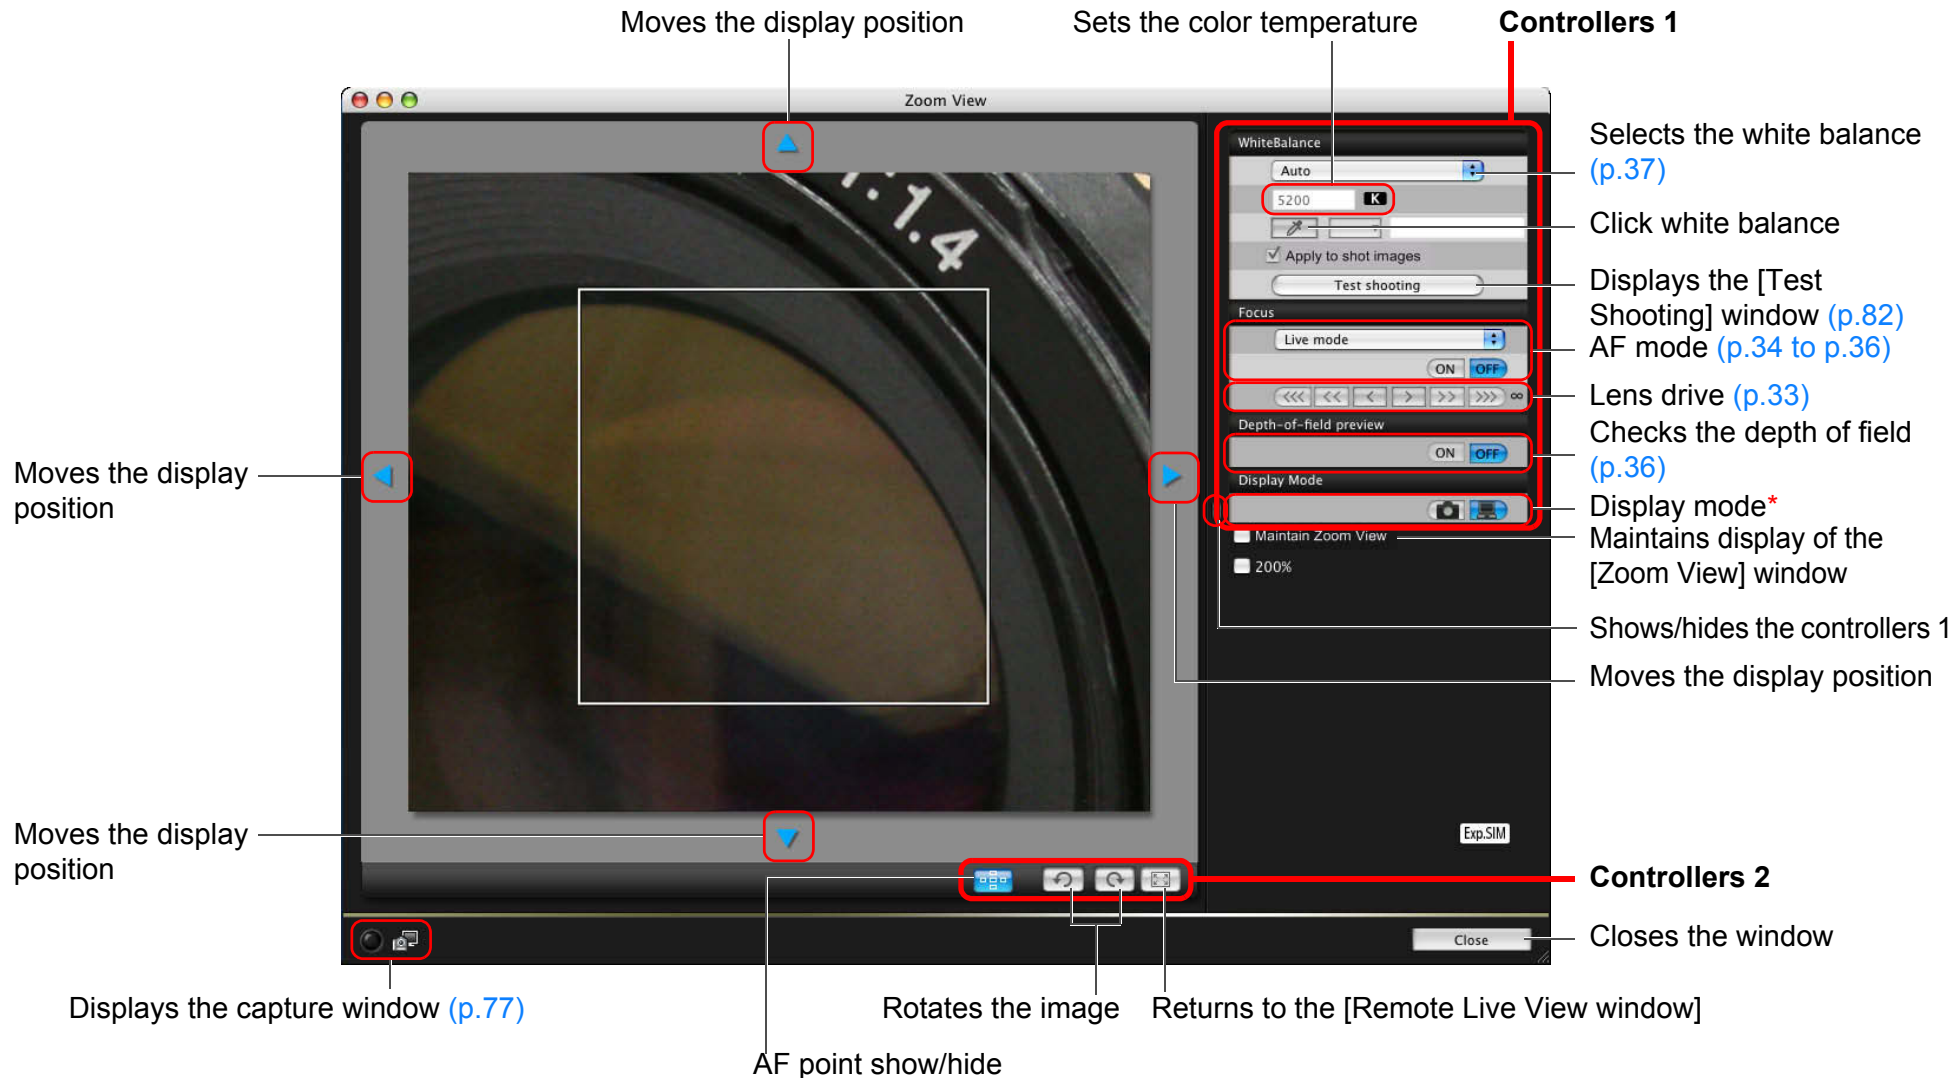 Moves the display position
Sets the color temperature
Controllers 1
Zoom View
WhiteBalance
Auto
5200 K
Apply to shot images
Test shooting
Focus
Live mode
ON OFF
<<< << < > >> >>> ∞
Depth-of-field preview
ON OFF
Display Mode
Maintain Zoom View
200%
Exp.SIM
Close
1:1.4
Selects the white balance
(p.37)
Click white balance
Displays the [Test
Shooting] window (p.82)
AF mode (p.34 to p.36)
Lens drive (p.33)
Checks the depth of field
(p.36)
Display mode*
Maintains display of the
[Zoom View] window
Shows/hides the controllers 1
Moves the display position
Controllers 2
Closes the window
Moves the display
position
Moves the display
position
Displays the capture window (p.77)
Rotates the image
Returns to the [Remote Live View window]
AF point show/hide